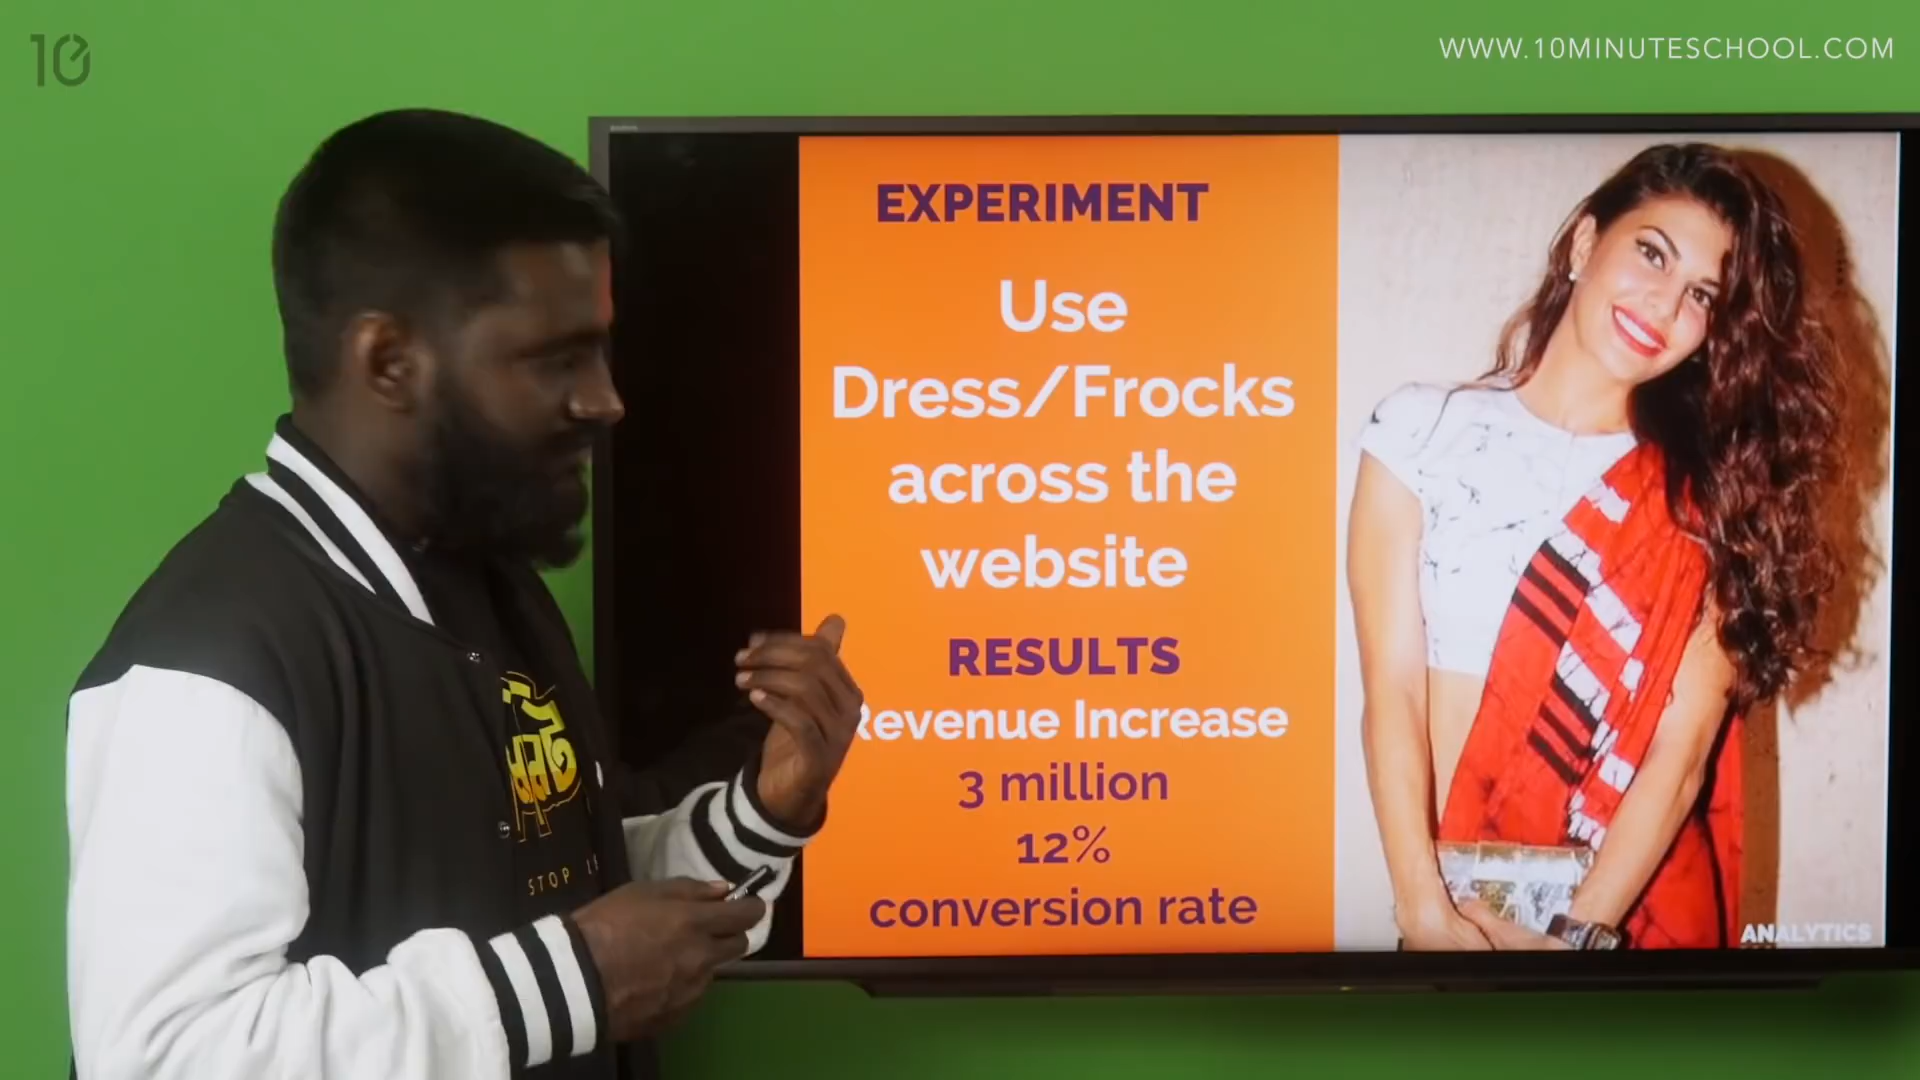 10
WWW.10MINUTESCHOOL.COM
EXPERIMENT
Use
Dress/Frocks
across the
website
RESULTS
Revenue Increase
3 million
12%
conversion rate
ANALYTICS
STOP